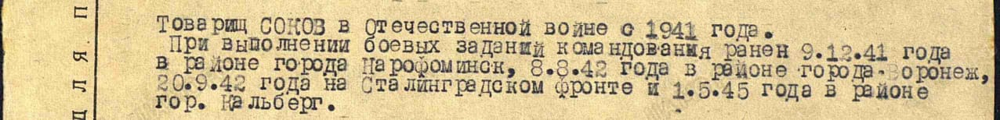 Товарищ СОКОВ в Отечественной войне с 1941 года.
При выполнении боевых заданий командования ранен 9.12.41 года
в районе города Нарофоминск, 8.8.42 года в районе города Воронеж,
20.9.42 года на Сталинградском фронте и 1.5.45 года в районе
гор. Кальберг.
Ц Л Я. П